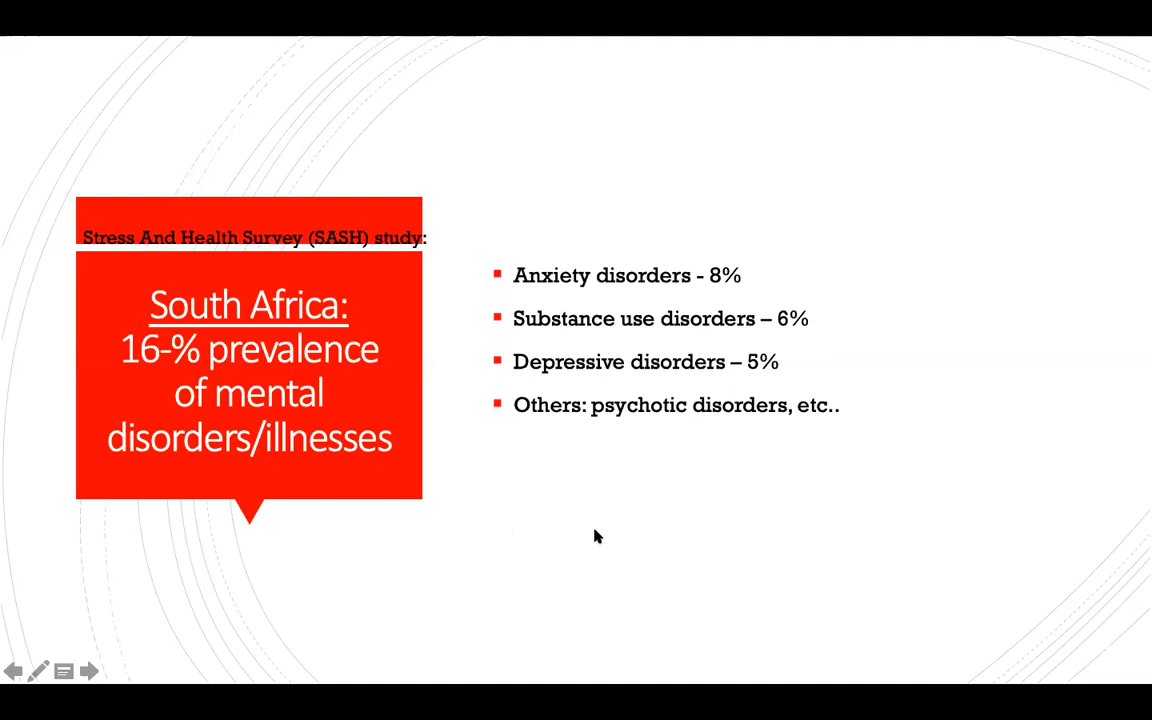 Stress And Health Survey (SASH) study:
South Africa:
16-% prevalence
of mental
disorders/illnesses
Anxiety disorders - 8%
Substance use disorders – 6%
Depressive disorders – 5%
Others: psychotic disorders, etc..